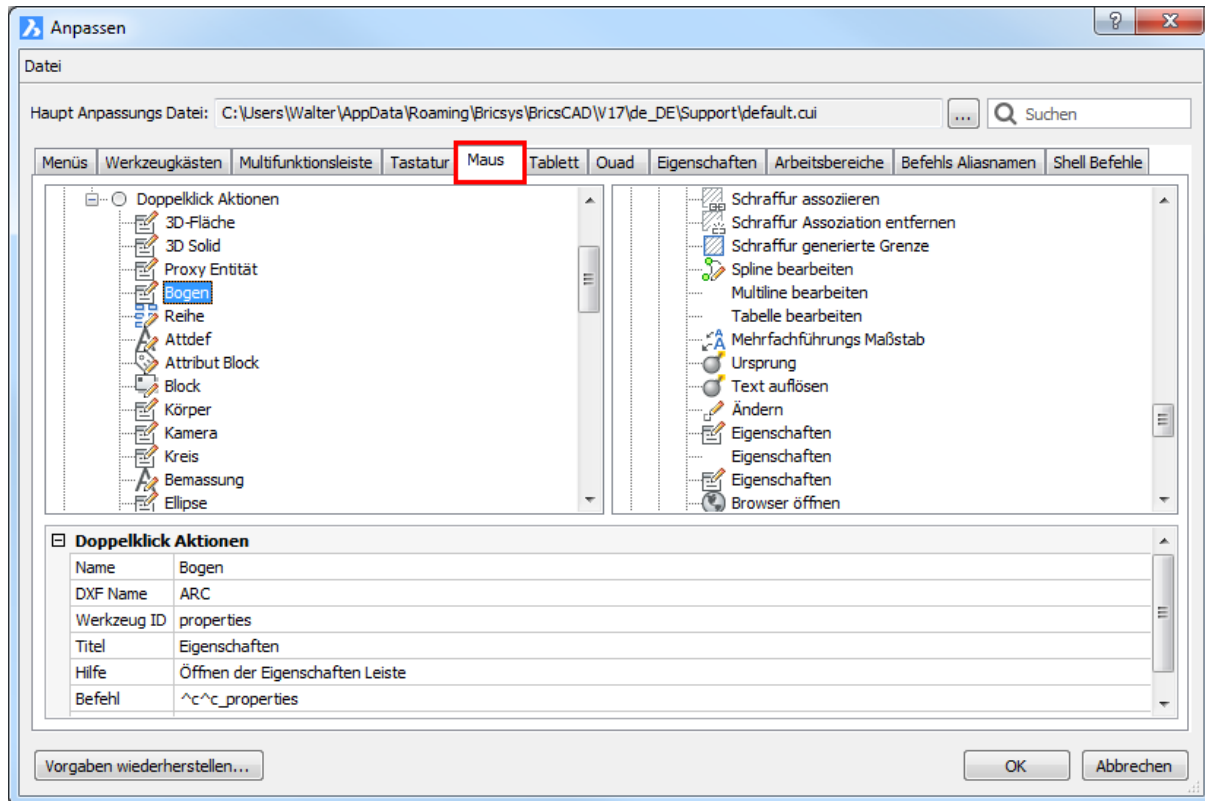 Anpassen
Datei
Haupt Anpassungs Datei: C:\Users\Walter\AppData\Roaming\Bricsys\BricsCAD\V17\de_DE\Support\default.cui ... Suchen
Menüs Werkzeugkästen Multifunktionsleiste Tastatur Maus Tablett Quad Eigenschaften Arbeitsbereiche Befehls Aliasnamen Shell Befehle
Doppelklick Aktionen
3D-Fläche
3D Solid
Proxy Entität
Bogen
Reihe
Attdef
Attribut Block
Block
Körper
Kamera
Kreis
Bemassung
Ellipse
Schraffur assoziieren
Schraffur Assoziation entfernen
Schraffur generierte Grenze
Spline bearbeiten
Multiline bearbeiten
Tabelle bearbeiten
Mehrfachführungs Maßstab
Ursprung
Text auflösen
Ändern
Eigenschaften
Eigenschaften
Eigenschaften
Browser öffnen
Doppelklick Aktionen
Name Bogen
DXF Name ARC
Werkzeug ID properties
Titel Eigenschaften
Hilfe Öffnen der Eigenschaften Leiste
Befehl ^c^c_properties
Vorgaben wiederherstellen... OK Abbrechen